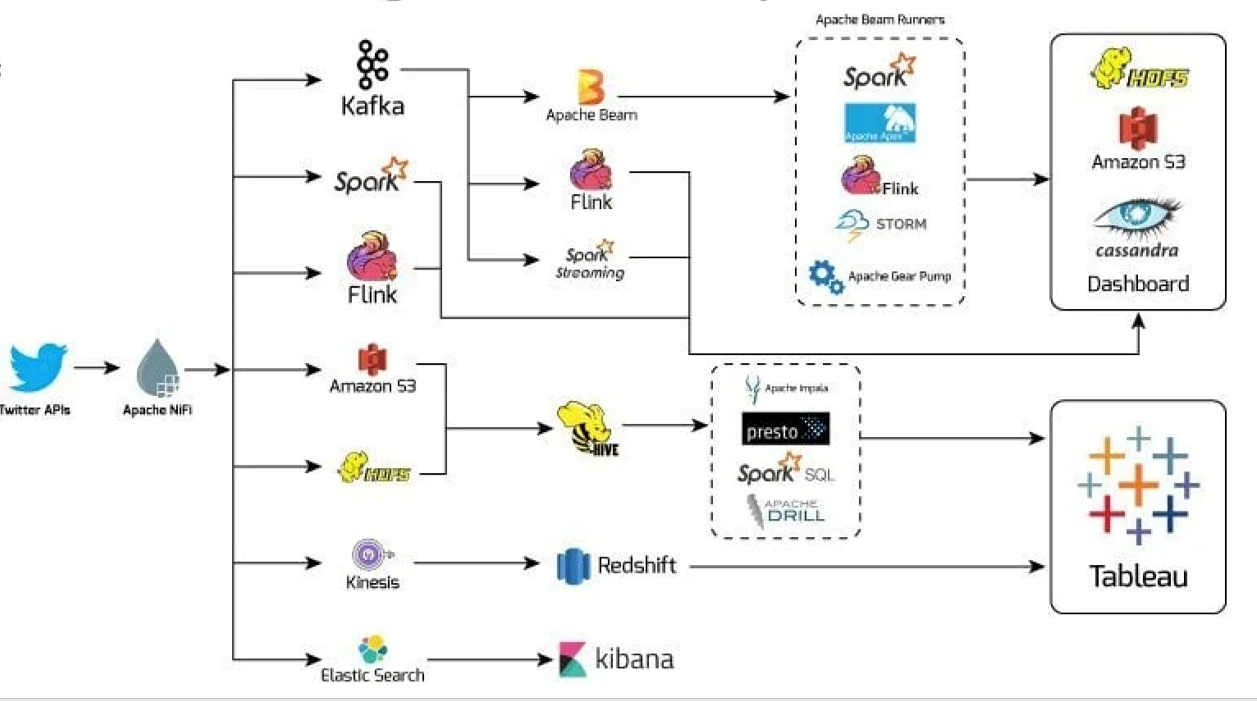 Apache Beam Runners
Kafka
Apache Beam
Spark
Apache Apex
HDFS
Amazon S3
Spark
Flink
Flink
STORM
cassandra
Flink
Spark
Streaming
Apache Gear Pump
Dashboard
Twitter APIs
Apache NiFi
Amazon S3
HIVE
Apache Impala
presto
Spark SQL
APACHE
DRILL
HDFS
Kinesis
Redshift
Tableau
Elastic Search
kibana